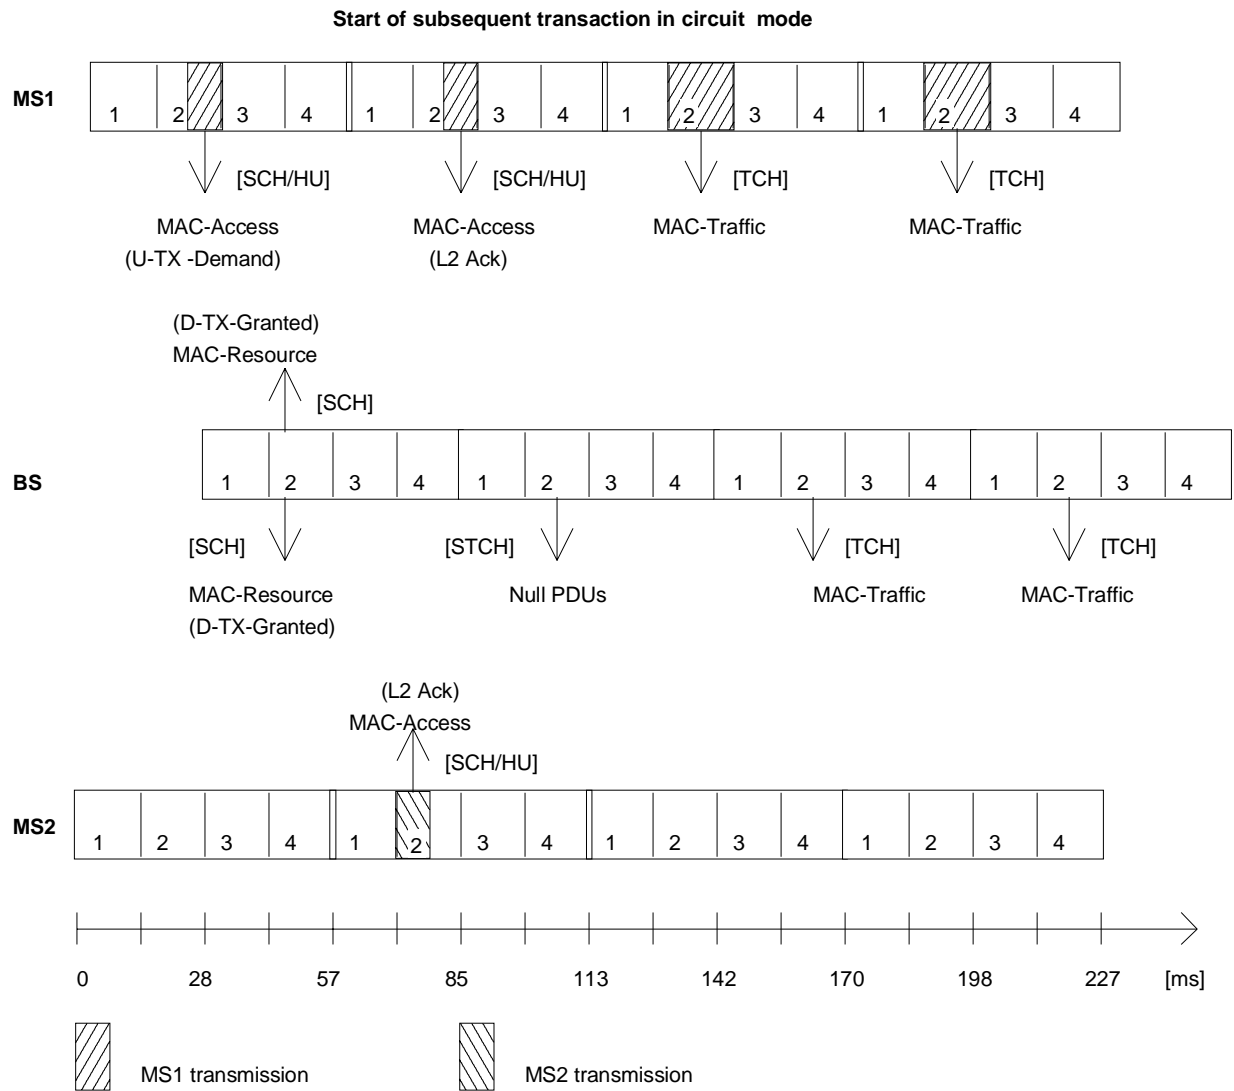 Start of subsequent transaction in circuit mode
MS1
1 2 3 4 1 2 3 4 1 2 3 4 1 2 3 4
[SCH/HU] [SCH/HU] [TCH] [TCH]
MAC-Access MAC-Access MAC-Traffic MAC-Traffic
(U-TX -Demand) (L2 Ack)
(D-TX-Granted)
MAC-Resource
[SCH]
BS
1 2 3 4 1 2 3 4 1 2 3 4 1 2 3 4
[SCH] [STCH] [TCH] [TCH]
MAC-Resource Null PDUs MAC-Traffic MAC-Traffic
(D-TX-Granted)
(L2 Ack)
MAC-Access
[SCH/HU]
MS2
1 2 3 4 1 2 3 4 1 2 3 4 1 2 3 4
0 28 57 85 113 142 170 198 227 [ms]
MS1 transmission MS2 transmission